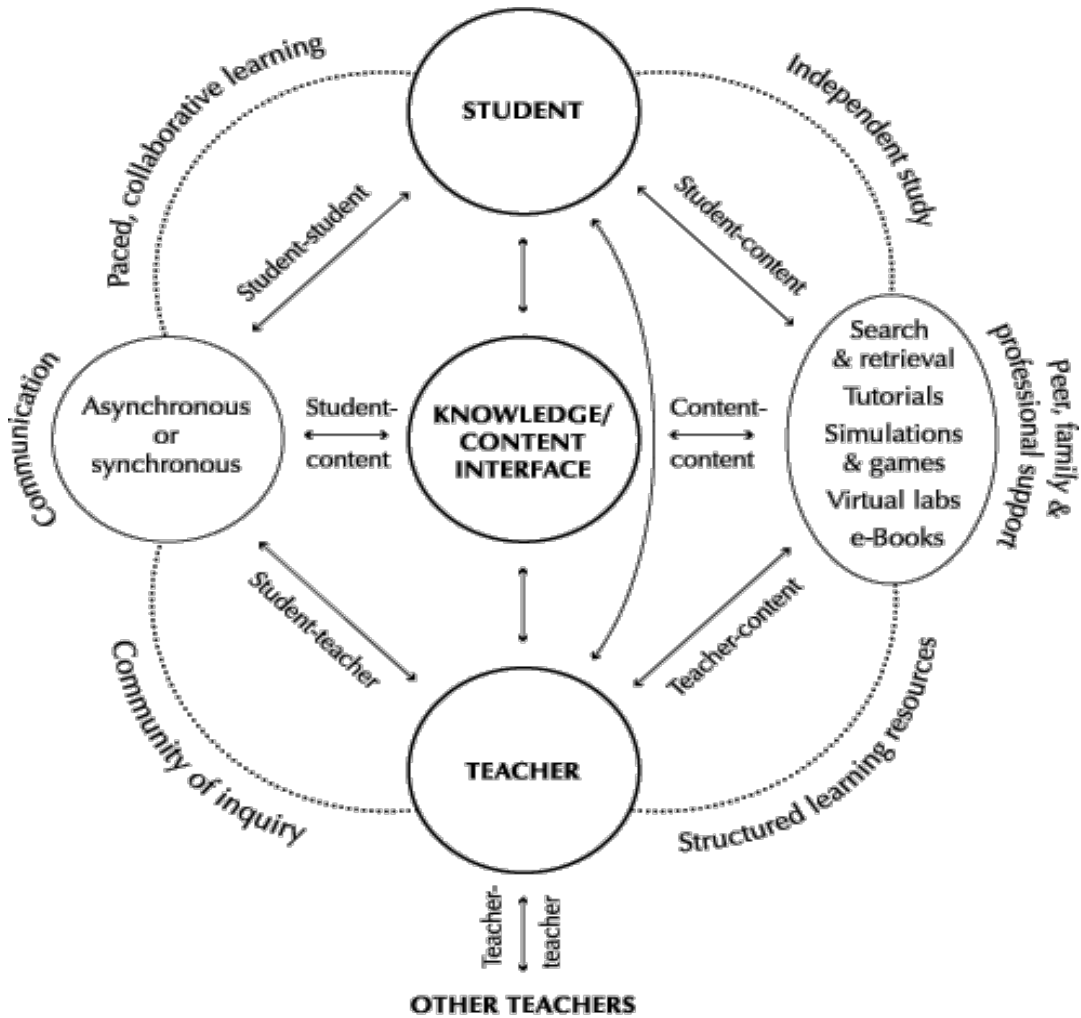 Paced, collaborative learning
STUDENT
Independent study
Student-student
Student-content
Communication
Asynchronous
or
synchronous
Student-
content
KNOWLEDGE/
CONTENT
INTERFACE
Content-
content
Search
& retrieval
Tutorials
Simulations
& games
Virtual labs
e-Books
Peer, family &
professional support
Student-teacher
Teacher-content
Community of inquiry
TEACHER
Structured learning resources
Teacher-
teacher
OTHER TEACHERS